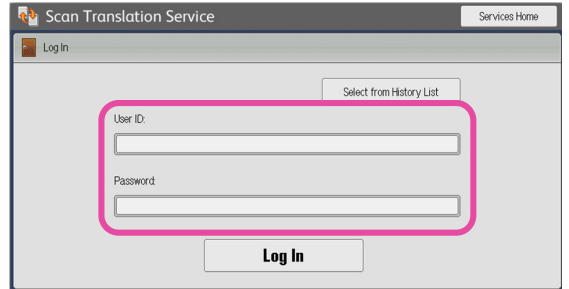 Scan Translation Service
Services Home
Log In
Select from History List
User ID:
Password:
Log In